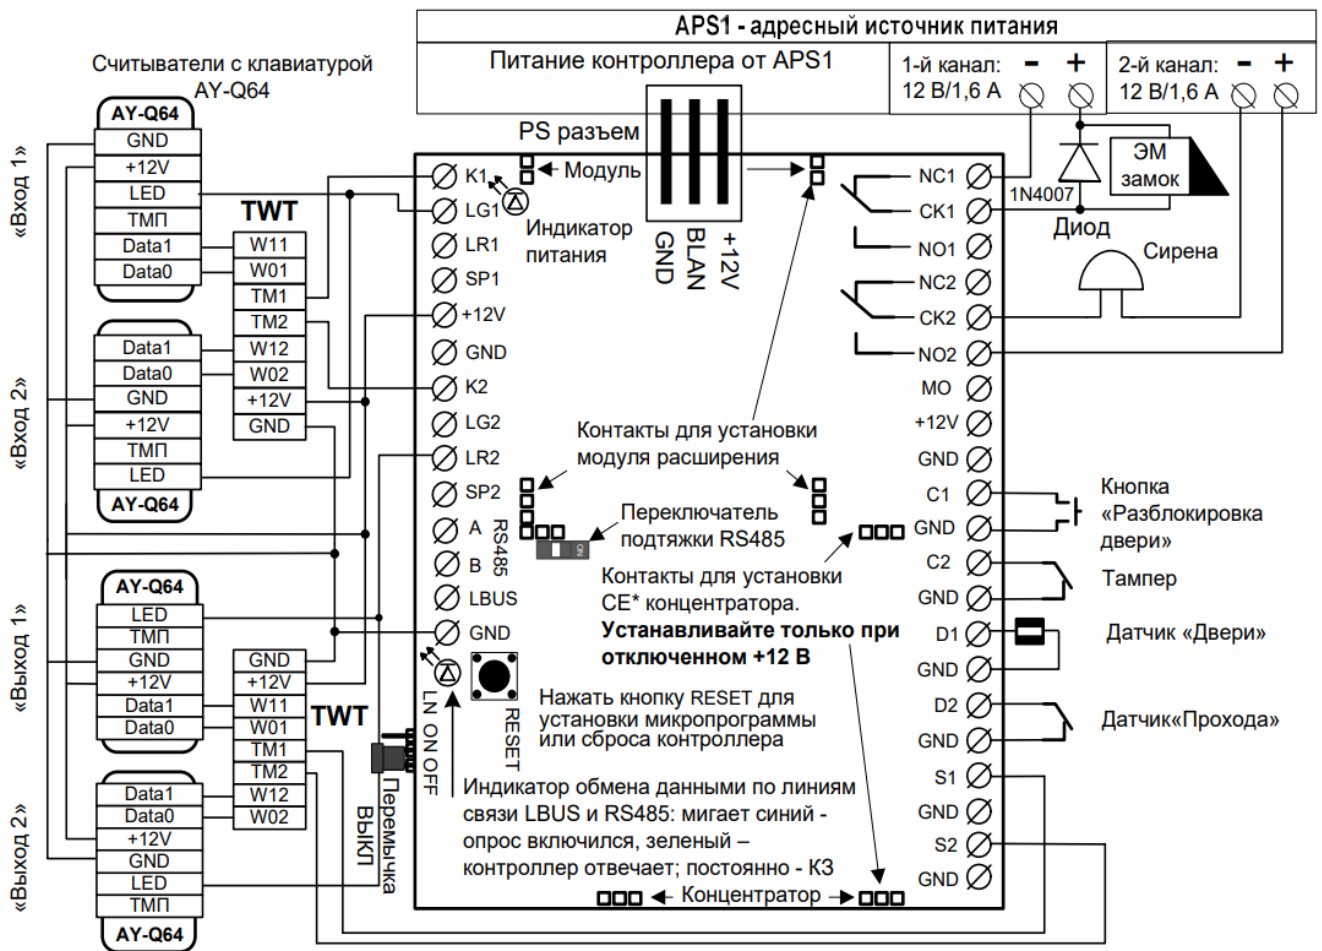 APS1 - адресный источник питания
Питание контроллера от APS1
1-й канал:
12 В/1,6 А
- +
2-й канал:
12 В/1,6 А
- +
Считыватели с клавиатурой
AY-Q64
«Вход 1»
AY-Q64
GND
+12V
LED
ТМП
Data1
Data0
TWT
W11
W01
TM1
TM2
W12
W02
+12V
GND
«Вход 2»
Data1
Data0
GND
+12V
ТМП
LED
AY-Q64
«Выход 1»
AY-Q64
LED
ТМП
GND
+12V
Data1
Data0
TWT
GND
+12V
W11
W01
TM1
TM2
W12
W02
«Выход 2»
Data1
Data0
+12V
GND
LED
ТМП
AY-Q64
PS разъем
GND
BLAN
+12V
Модуль
Индикатор
питания
K1
LG1
LR1
SP1
+12V
GND
K2
LG2
LR2
SP2
A
B
RS485
LBUS
GND
Контакты для установки
модуля расширения
Переключатель
подтяжки RS485
ON
Контакты для установки
CE* концентратора.
Устанавливайте только при
отключенном +12 В
LN ON OFF
RESET
Перемычка
ВЫКЛ
Нажать кнопку RESET для
установки микропрограммы
или сброса контроллера
Индикатор обмена данными по линиям
связи LBUS и RS485: мигает синий -
опрос включился, зеленый –
контроллер отвечает; постоянно - КЗ
Концентратор
NC1
CK1
NO1
NC2
CK2
NO2
MO
+12V
GND
C1
GND
C2
GND
D1
GND
D2
GND
S1
GND
S2
GND
1N4007
Диод
ЭМ
замок
Сирена
Кнопка
«Разблокировка
двери»
Тампер
Датчик «Двери»
Датчик«Прохода»